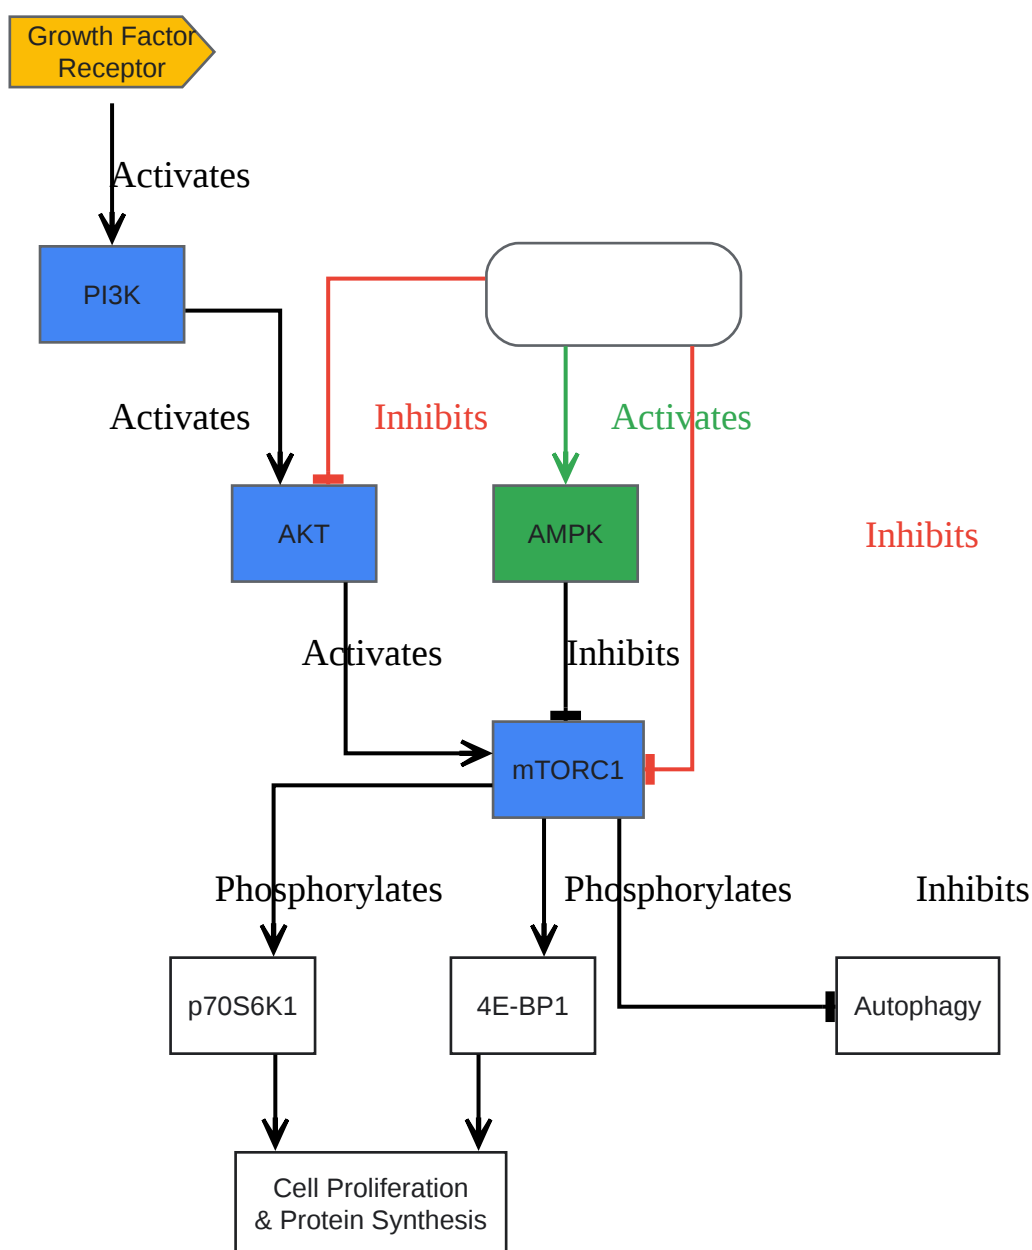 Growth Factor
Receptor
Activates
PI3K
Activates
Inhibits
Activates
AKT
AMPK
Inhibits
Activates
Inhibits
mTORC1
Phosphorylates
Phosphorylates
Inhibits
p70S6K1
4E-BP1
Autophagy
Cell Proliferation
& Protein Synthesis